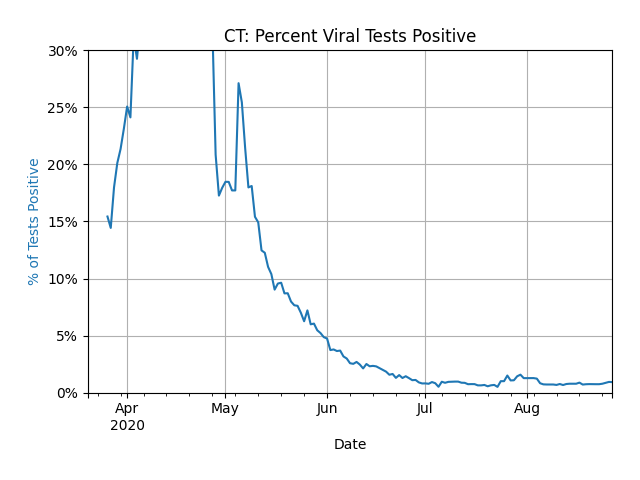 CT: Percent Viral Tests Positive
% of Tests Positive
30%
25%
20%
15%
10%
5%
0%
Apr
2020
May
Jun
Jul
Aug
Date